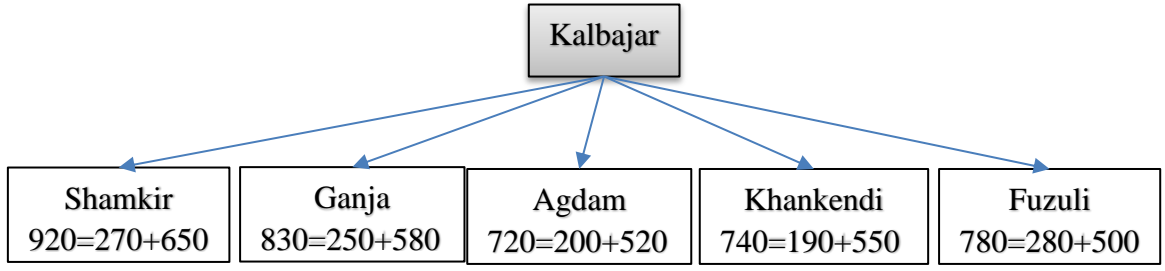 Kalbajar
Shamkir
920=270+650
Ganja
830=250+580
Agdam
720=200+520
Khankendi
740=190+550
Fuzuli
780=280+500